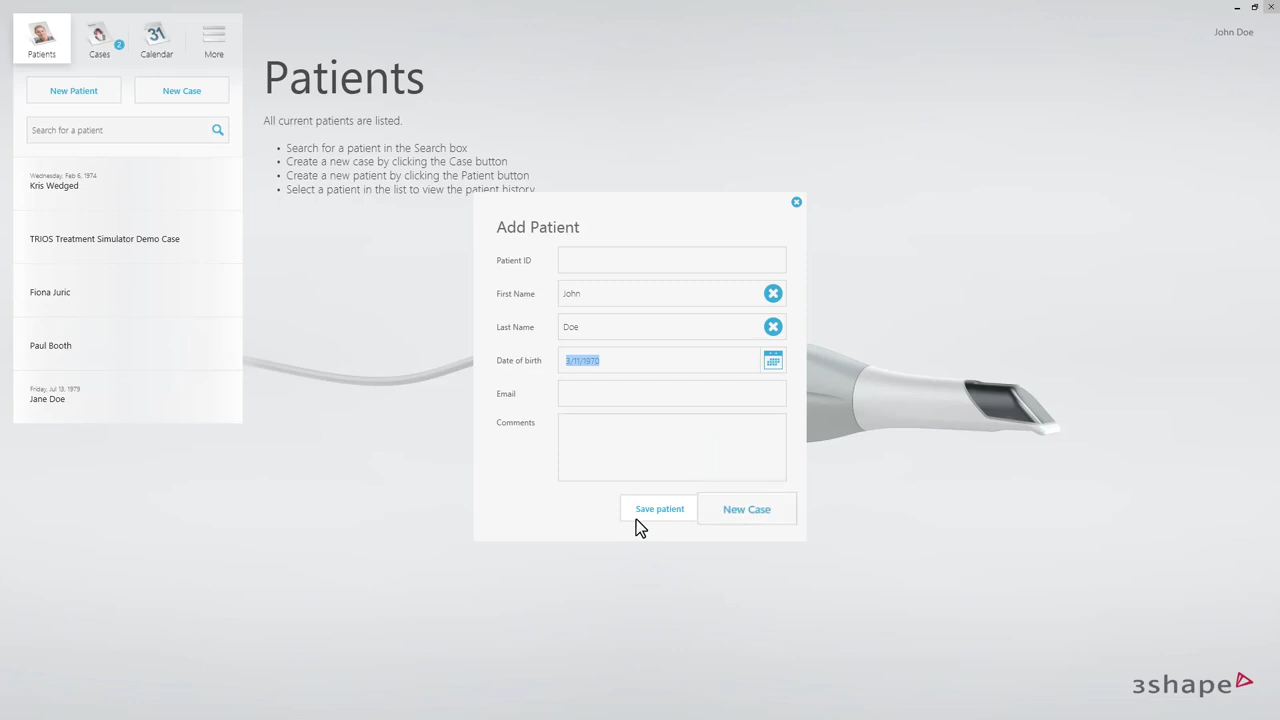 John Doe
Patients
Cases
2
31
Calendar
More
New Patient
New Case
Search for a patient
Wednesday, Feb 6, 1974
Kris Wedged
TRIOS Treatment Simulator Demo Case
Fiona Juric
Paul Booth
Friday, Jul 13, 1979
Jane Doe
Patients
All current patients are listed.
• Search for a patient in the Search box
• Create a new case by clicking the Case button
• Create a new patient by clicking the Patient button
• Select a patient in the list to view the patient history
Add Patient
Patient ID
First Name John
Last Name Doe
Date of birth 3/11/1970
Email
Comments
Save patient New Case
3shape